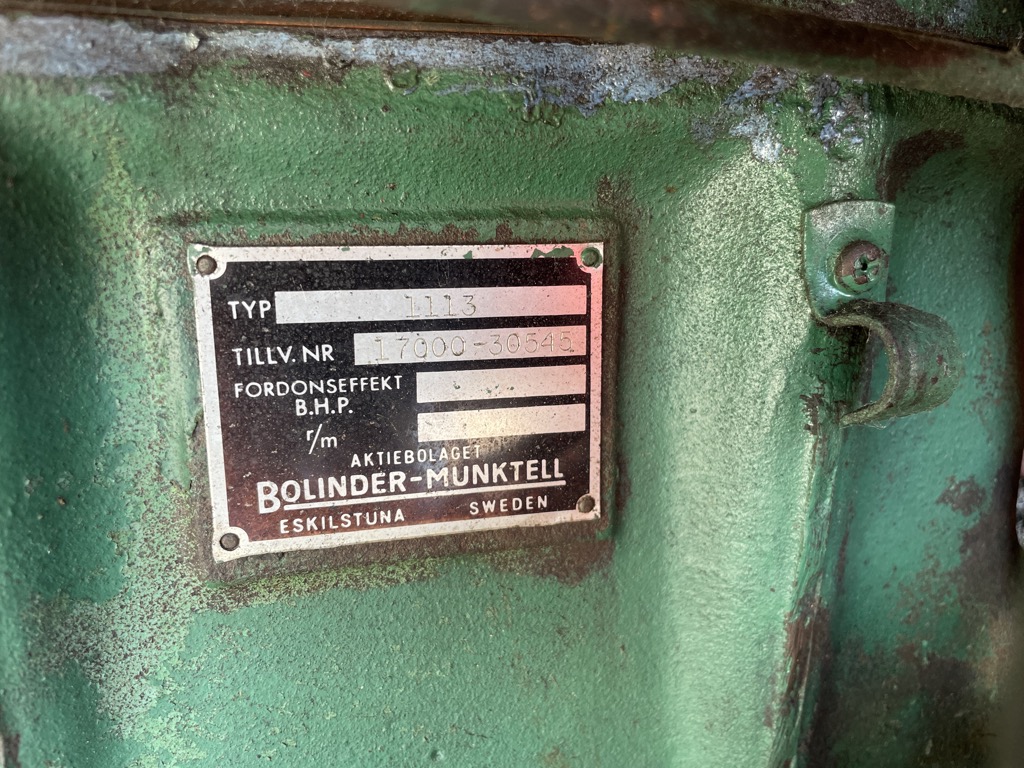 TYP 1113
TILLV. NR 17000-30545
FORDONSEFFEKT
B.H.P.
r/m
AKTIEBOLAGET
BOLINDER-MUNKTELL
ESKILSTUNA SWEDEN